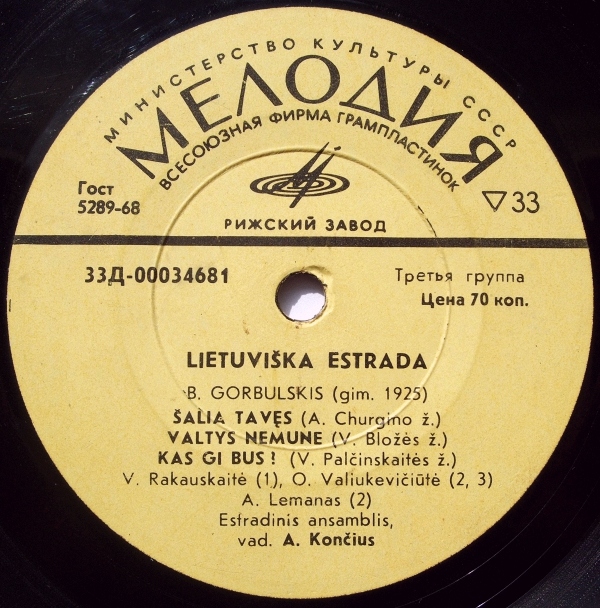 МИНИСТЕРСТВО КУЛЬТУРЫ СССР
МЕЛОДИЯ
ВСЕСОЮЗНАЯ ФИРМА ГРАМПЛАСТИНОК
Гост
5289-68
▽33
РИЖСКИЙ ЗАВОД
33Д-00034681
Третья группа
Цена 70 коп.
LIETUVIŠKA ESTRADA
B. GORBULSKIS (gim. 1925)
ŠALIA TAVĘS (A. Churgino ž.)
VALTYS NEMUNE (V. Bložės ž.)
KAS GI BUS? (V. Palčinskaitės ž.)
V. Rakauskaitė (1), O. Valiukevičiūtė (2, 3)
A. Lemanas (2)
Estradinis ansamblis,
vad. A. Končius